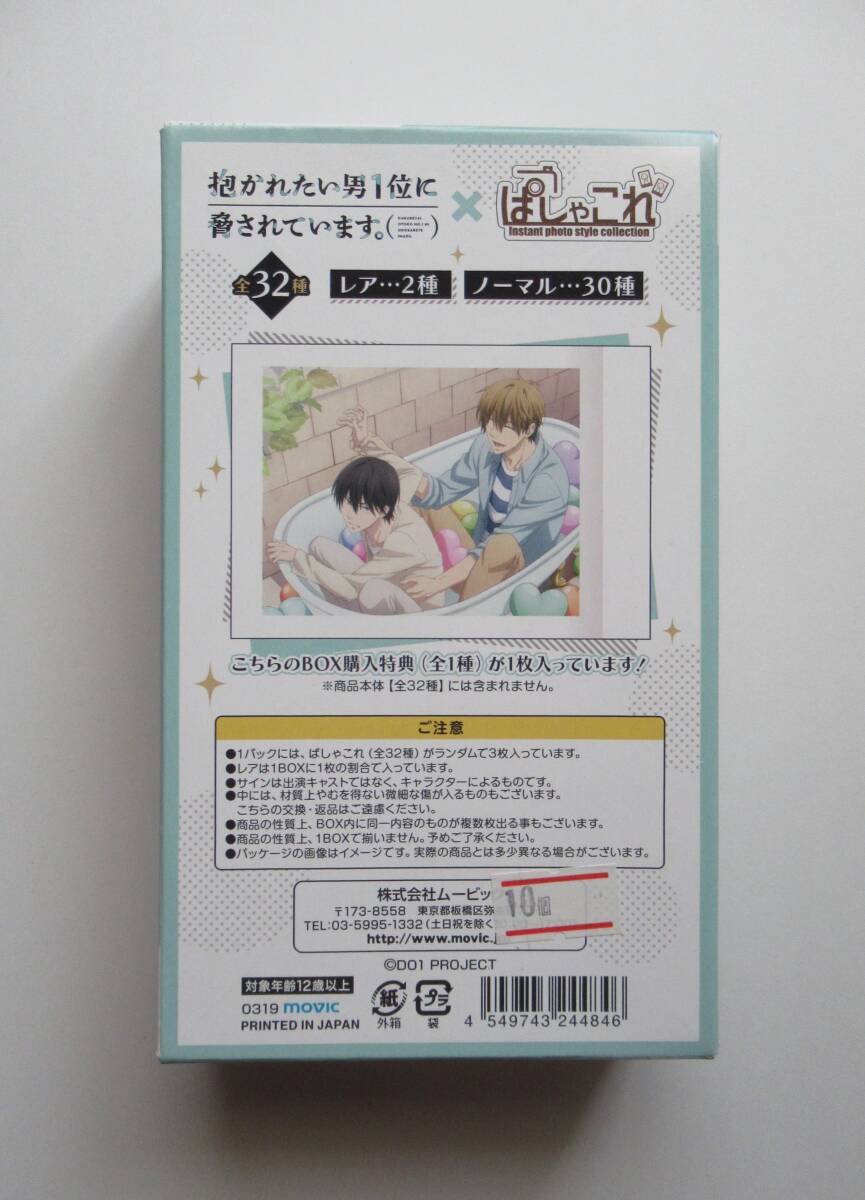 抱かれたい男1位に
脅されています。( )
×
ぱしゃこれ
Instant photo style collection
全32種
レア…2種
ノーマル…30種
こちらのBOX購入特典(全1種)が1枚入っています!
※商品本体【全32種】には含まれません。
ご注意
●1パックには、ぱしゃこれ(全32種)がランダムで3枚入っています。
●レアは1BOXに1枚の割合で入っています。
●サインは出演キャストではなく、キャラクターによるものです。
●中には、材質上やむを得ない微細な傷が入るものもございます。
こちらの交換・返品はご遠慮ください。
●商品の性質上、BOX内に同一内容のものが複数枚出る事もございます。
●商品の性質上、1BOXで揃いません。予めご了承ください。
●パッケージの画像はイメージです。実際の商品とは多少異なる場合がございます。
株式会社ムービッ
〒173-8558 東京都板橋区弥
TEL:03-5995-1332(土日祝を除く
http://www.movic.j
10個
©DO1 PROJECT
対象年齢12歳以上
0319 movic
PRINTED IN JAPAN
紙
外箱
プラ
袋
4 549743 244846